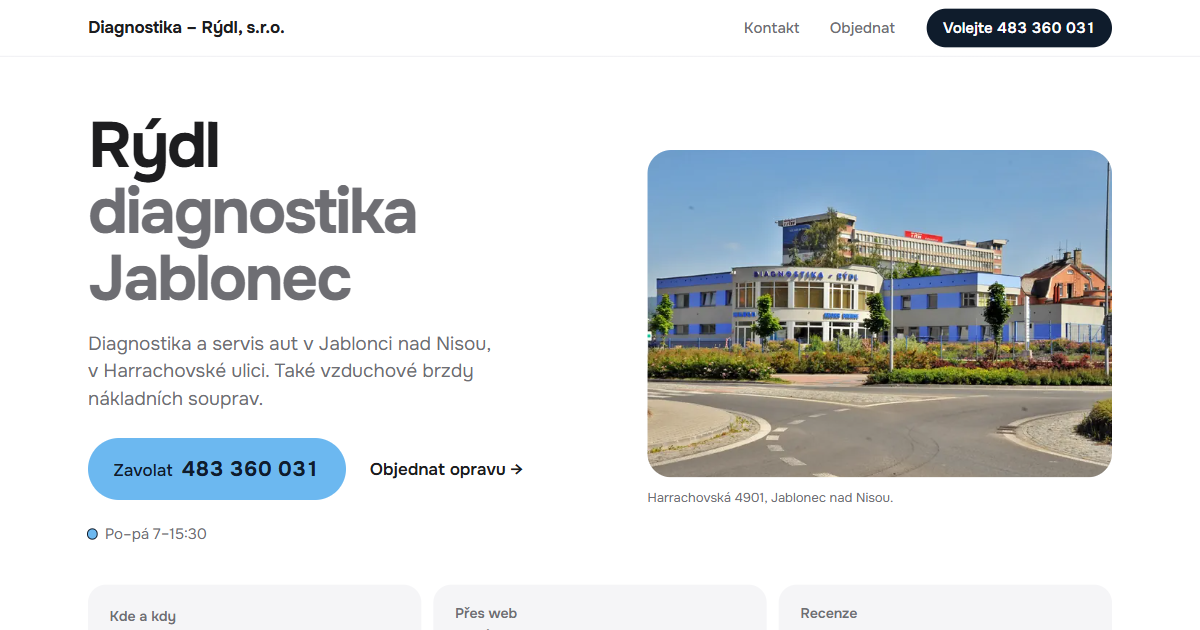 Diagnostika – Rýdl, s.r.o.
Kontakt
Objednat
Volejte 483 360 031
Rýdl
diagnostika
Jablonec
Diagnostika a servis aut v Jablonci nad Nisou,
v Harrachovské ulici. Také vzduchové brzdy
nákladních souprav.
Zavolat 483 360 031
Objednat opravu →
Po–pá 7–15:30
DIAGNOSTIKA - RÝDL
Harrachovská 4901, Jablonec nad Nisou.
Kde a kdy
Přes web
Recenze